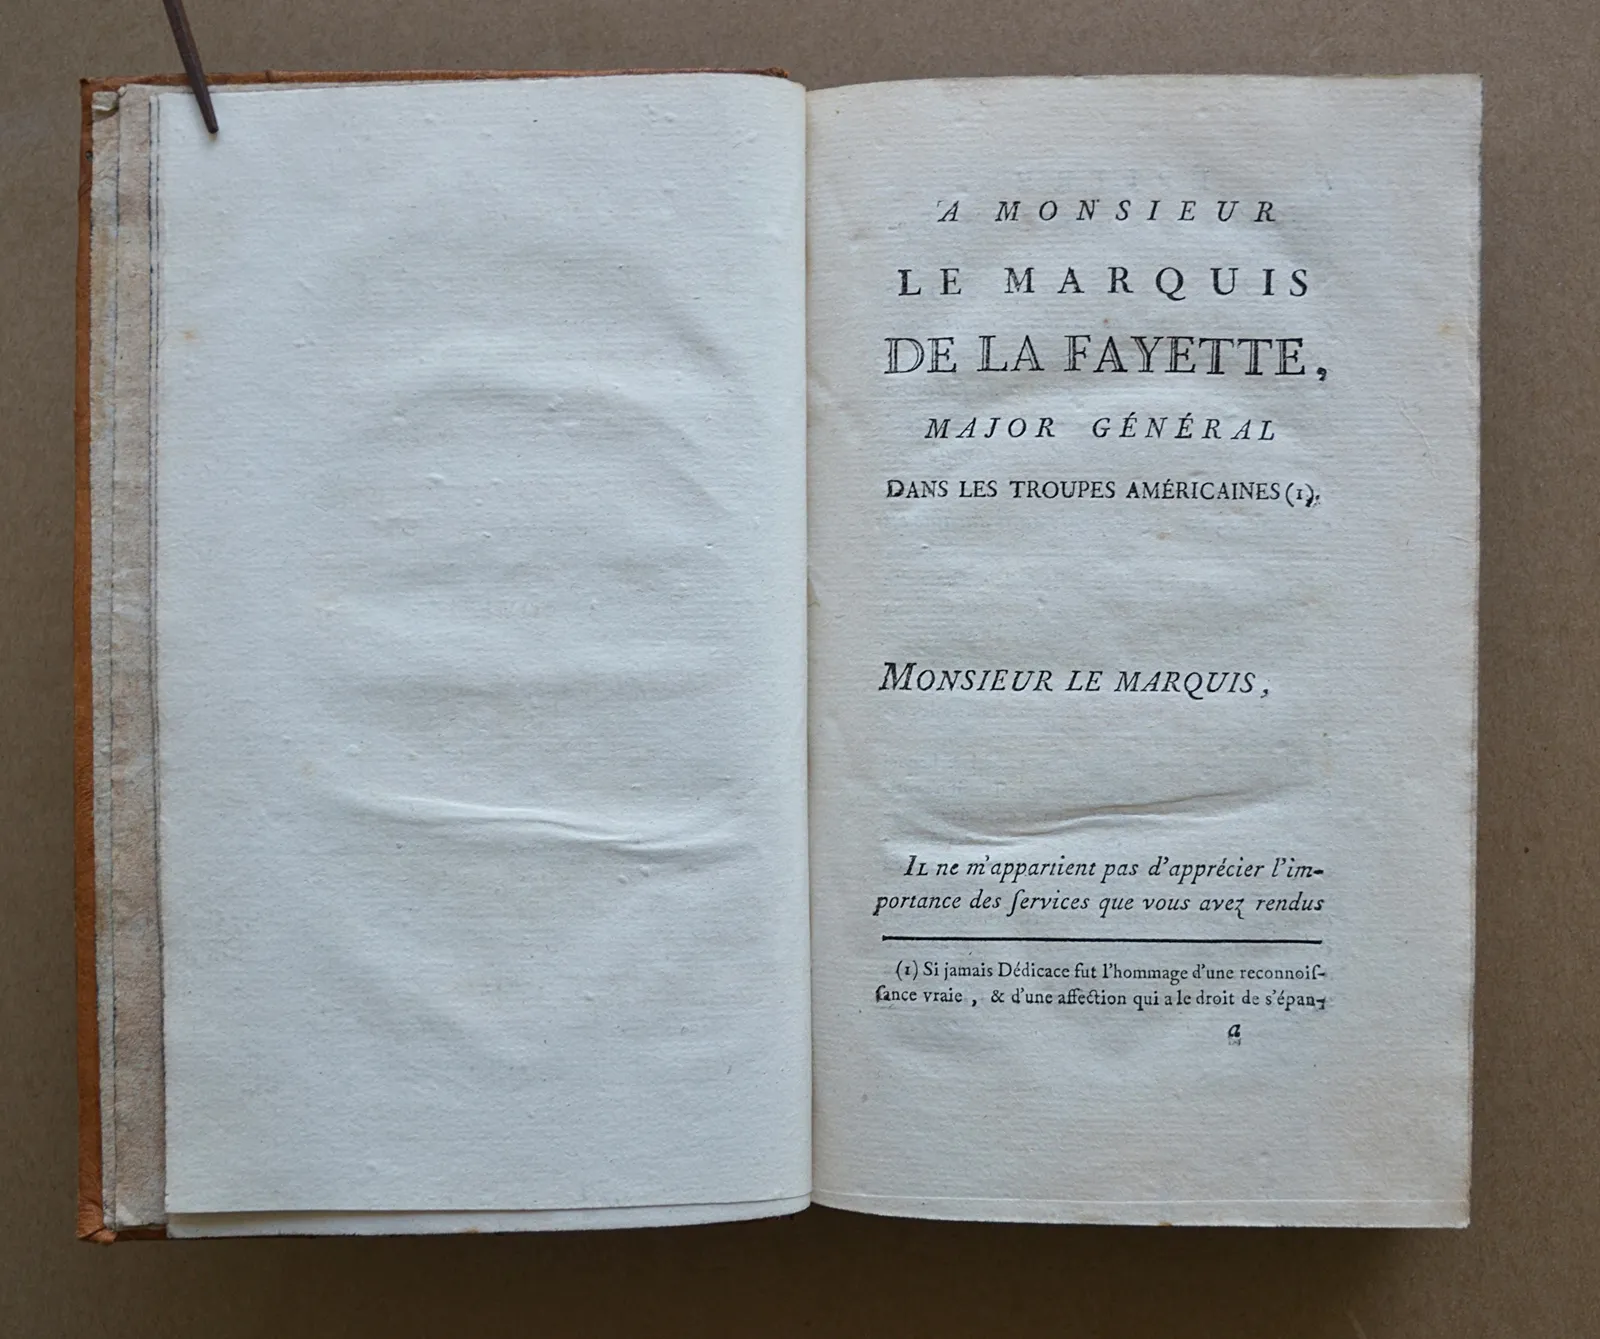 A MONSIEUR
LE MARQUIS
DE LA FAYETTE,
MAJOR GÉNÉRAL
DANS LES TROUPES AMÉRICAINES (1).
MONSIEUR LE MARQUIS,
IL ne m'appartient pas d'apprécier l'im-
portance des ſervices que vous avez rendus
(1) Si jamais Dédicace fut l'hommage d'une reconnoiſ-
ſance vraie, & d'une affection qui a le droit de s'épan-
a